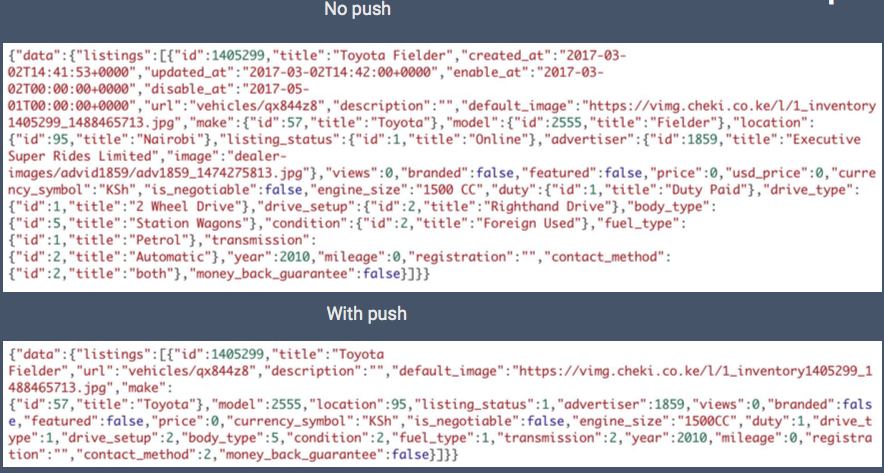 No push
{"data":{"listings":[{"id":1405299,"title":"Toyota Fielder","created_at":"2017-03-
02T14:41:53+0000","updated_at":"2017-03-02T14:42:00+0000","enable_at":"2017-03-
02T00:00:00+0000","disable_at":"2017-05-
01T00:00:00+0000","url":"vehicles/qx844z8","description":"","default_image":"https://vimg.cheki.co.ke/l/1_inventory
1405299_1488465713.jpg","make":{"id":57,"title":"Toyota"},"model":{"id":2555,"title":"Fielder"},"location":
{"id":95,"title":"Nairobi"},"listing_status":{"id":1,"title":"Online"},"advertiser":{"id":1859,"title":"Executive
Super Rides Limited","image":"dealer-
images/advid1859/adv1859_1474275813.jpg"},"views":0,"branded":false,"featured":false,"price":0,"usd_price":0,"curre
ncy_symbol":"KSh","is_negotiable":false,"engine_size":"1500 CC","duty":{"id":1,"title":"Duty Paid"},"drive_type":
{"id":1,"title":"2 Wheel Drive"},"drive_setup":{"id":2,"title":"Righthand Drive"},"body_type":
{"id":5,"title":"Station Wagons"},"condition":{"id":2,"title":"Foreign Used"},"fuel_type":
{"id":1,"title":"Petrol"},"transmission":
{"id":2,"title":"Automatic"},"year":2010,"mileage":0,"registration":"","contact_method":
{"id":2,"title":"both"},"money_back_guarantee":false}]}}
With push
{"data":{"listings":[{"id":1405299,"title":"Toyota
Fielder","url":"vehicles/qx844z8","description":"","default_image":"https://vimg.cheki.co.ke/l/1_inventory1405299_1
488465713.jpg","make":
{"id":57,"title":"Toyota"},"model":2555,"location":95,"listing_status":1,"advertiser":1859,"views":0,"branded":fals
e,"featured":false,"price":0,"currency_symbol":"KSh","is_negotiable":false,"engine_size":"1500CC","duty":1,"drive_t
ype":1,"drive_setup":2,"body_type":5,"condition":2,"fuel_type":1,"transmission":2,"year":2010,"mileage":0,"registra
tion":"","contact_method":2,"money_back_guarantee":false}]}}